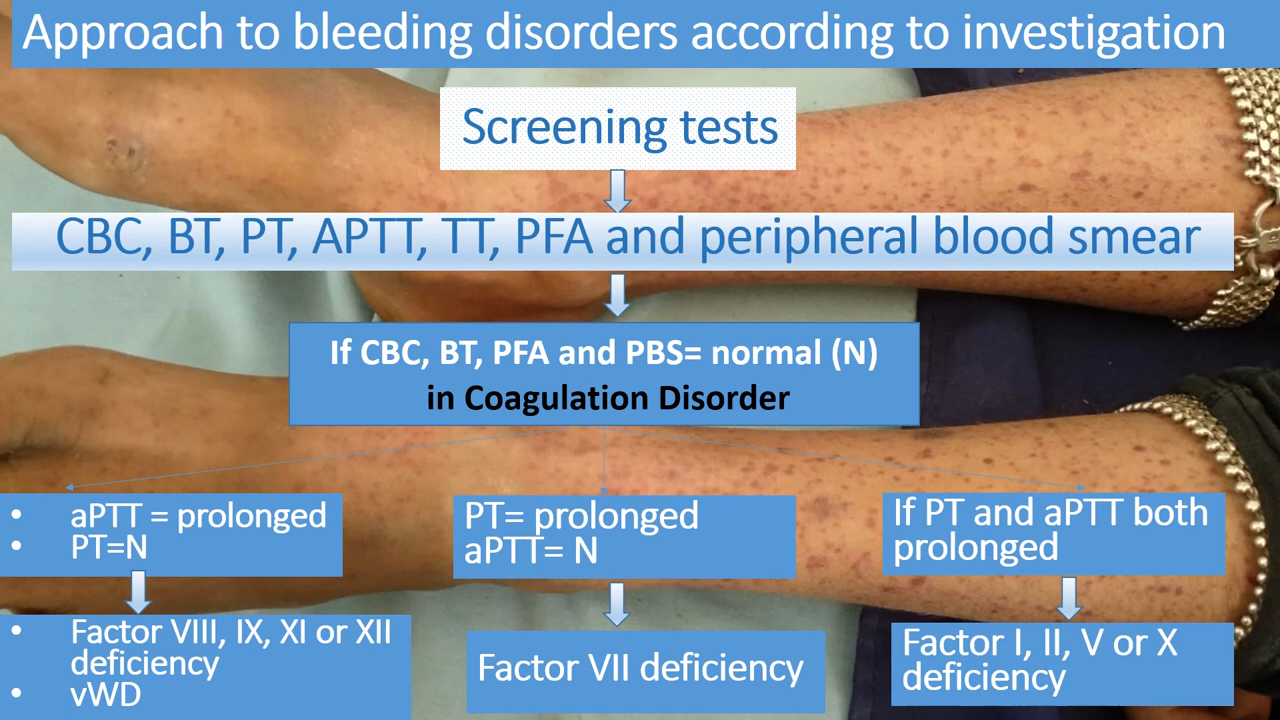 Approach to bleeding disorders according to investigation
Screening tests
CBC, BT, PT, APTT, TT, PFA and peripheral blood smear
If CBC, BT, PFA and PBS= normal (N)
in Coagulation Disorder
• aPTT = prolonged
• PT=N
• Factor VIII, IX, XI or XII
deficiency
• vWD
PT= prolonged
aPTT= N
Factor VII deficiency
If PT and aPTT both
prolonged
Factor I, II, V or X
deficiency